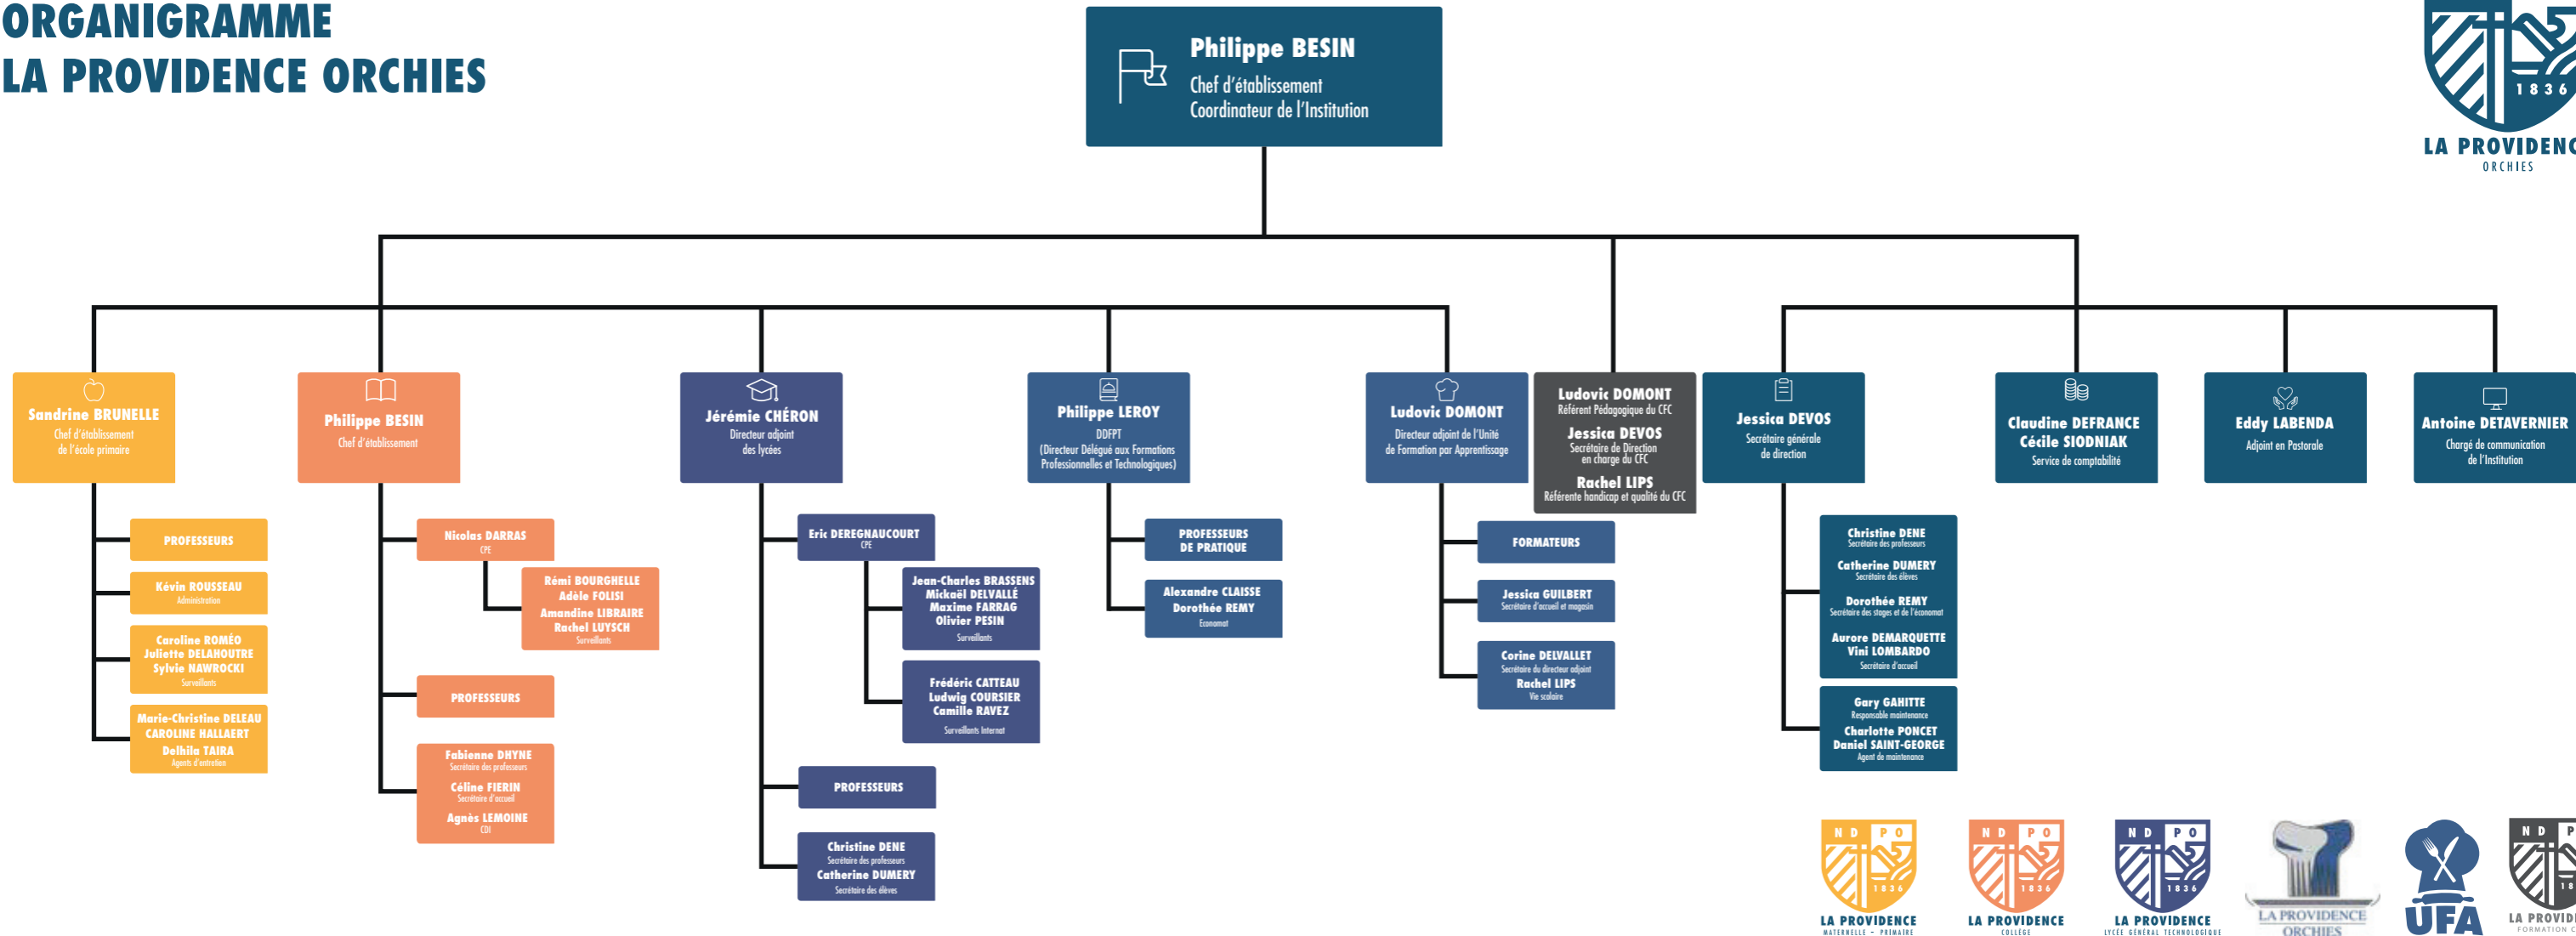 ORGANIGRAMME
LA PROVIDENCE ORCHIES
Philippe BESIN
Chef d'établissement
Coordinateur de l'Institution
1836
LA PROVIDENC
ORCHIES
Sandrine BRUNELLE
Chef d'établissement
de l'école primaire
PROFESSEURS
Kévin ROUSSEAU
Administration
Caroline ROMÉO
Juliette DELAHOUTRE
Sylvie NAWROCKI
Surveillants
Marie-Christine DELEAU
CAROLINE HALLAERT
Delhila TAIRA
Agents d'entretien
Philippe BESIN
Chef d'établissement
Nicolas DARRAS
CPE
Rémi BOURGHELLE
Adèle FOLISI
Amandine LIBRAIRE
Rachel LUYSCH
Surveillants
PROFESSEURS
Fabienne DHYNE
Secrétaire des professeurs
Céline FIERIN
Secrétaire d'accueil
Agnès LEMOINE
CDI
Jérémie CHÉRON
Directeur adjoint
des lycées
Eric DEREGNAUCOURT
CPE
Jean-Charles BRASSENS
Mickaël DELVALLÉ
Maxime FARRAG
Olivier PESIN
Surveillants
Frédéric CATTEAU
Ludwig COURSIER
Camille RAVEZ
Surveillants Internat
PROFESSEURS
Christine DENE
Secrétaire des professeurs
Catherine DUMERY
Secrétaire des élèves
Philippe LEROY
DDFPT
(Directeur Délégué aux Formations
Professionnelles et Technologiques)
PROFESSEURS
DE PRATIQUE
Alexandre CLAISSE
Dorothée REMY
Economat
Ludovic DOMONT
Directeur adjoint de l'Unité
de Formation par Apprentissage
FORMATEURS
Jessica GUILBERT
Secrétaire d'accueil et magasin
Corine DELVALLET
Secrétaire du directeur adjoint
Rachel LIPS
Vie scolaire
Ludovic DOMONT
Référent Pédagogique du CFC
Jessica DEVOS
Secrétaire de Direction
en charge du CFC
Rachel LIPS
Référente handicap et qualité du CFC
Jessica DEVOS
Secrétaire générale
de direction
Christine DENE
Secrétaire des professeurs
Catherine DUMERY
Secrétaire des élèves
Dorothée REMY
Secrétaire des stages et de l'économat
Aurore DEMARQUETTE
Vini LOMBARDO
Secrétaire d'accueil
Gary GAHITTE
Responsable maintenance
Charlotte PONCET
Daniel SAINT-GEORGE
Agent de maintenance
Claudine DEFRANCE
Cécile SIODNIAK
Service de comptabilité
Eddy LABENDA
Adjoint en Pastorale
Antoine DETAVERNIER
Chargé de communication
de l'Institution
N D P O
1836
LA PROVIDENCE
MATERNELLE - PRIMAIRE
N D P O
1836
LA PROVIDENCE
COLLÈGE
N D P O
1836
LA PROVIDENCE
LYCÉE GÉNÉRAL TECHNOLOGIQUE
LA PROVIDENCE
ORCHIES
UFA
N D P
18
LA PROVID
FORMATION C